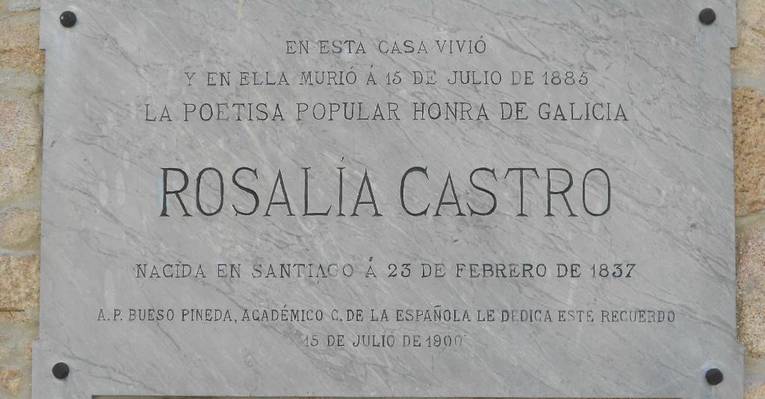 EN ESTA CASA VIVIÓ
Y EN ELLA MURIÓ Á 15 DE JULIO DE 1885
LA POETISA POPULAR HONRA DE GALICIA
ROSALÍA CASTRO
NACIDA EN SANTIAGO Á 23 DE FEBRERO DE 1837
A. P. BUESO PINEDA, ACADÉMICO C. DE LA ESPAÑOLA LE DEDICA ESTE RECUERDO
15 DE JULIO DE 1900